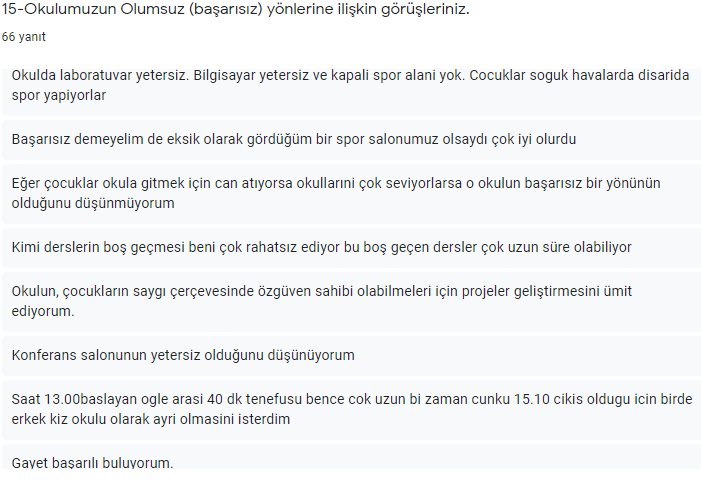 15-Okulumuzun Olumsuz (başarısız) yönlerine ilişkin görüşleriniz.
66 yanıt
Okulda laboratuvar yetersiz. Bilgisayar yetersiz ve kapali spor alani yok. Cocuklar soguk havalarda disarida
spor yapiyorlar
Başarısız demeyelim de eksik olarak gördüğüm bir spor salonumuz olsaydı çok iyi olurdu
Eğer çocuklar okula gitmek için can atıyorsa okullarıni çok seviyorlarsa o okulun başarısız bir yönünün
olduğunu düşünmüyorum
Kimi derslerin boş geçmesi beni çok rahatsız ediyor bu boş geçen dersler çok uzun süre olabiliyor
Okulun, çocukların saygı çerçevesinde özgüven sahibi olabilmeleri için projeler geliştirmesini ümit
ediyorum.
Konferans salonunun yetersiz olduğunu düşünüyorum
Saat 13.00baslayan ogle arasi 40 dk tenefusu bence cok uzun bi zaman cunku 15.10 cikis oldugu icin birde
erkek kiz okulu olarak ayri olmasini isterdim
Gayet başarılı buluyorum.